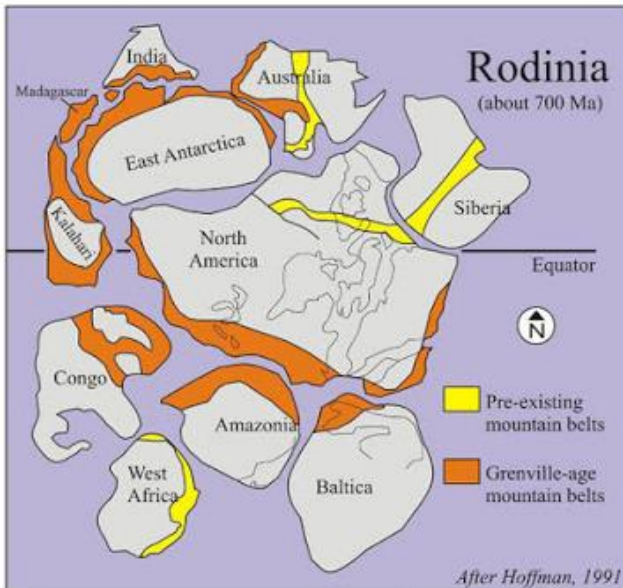 Rodinia
(about 700 Ma)
India
Australia
Madagascar
East Antarctica
Siberia
Kalahari
North
America
Equator
N
Congo
Amazonia
Baltica
West
Africa
Pre-existing
mountain belts
Grenville-age
mountain belts
After Hoffman, 1991